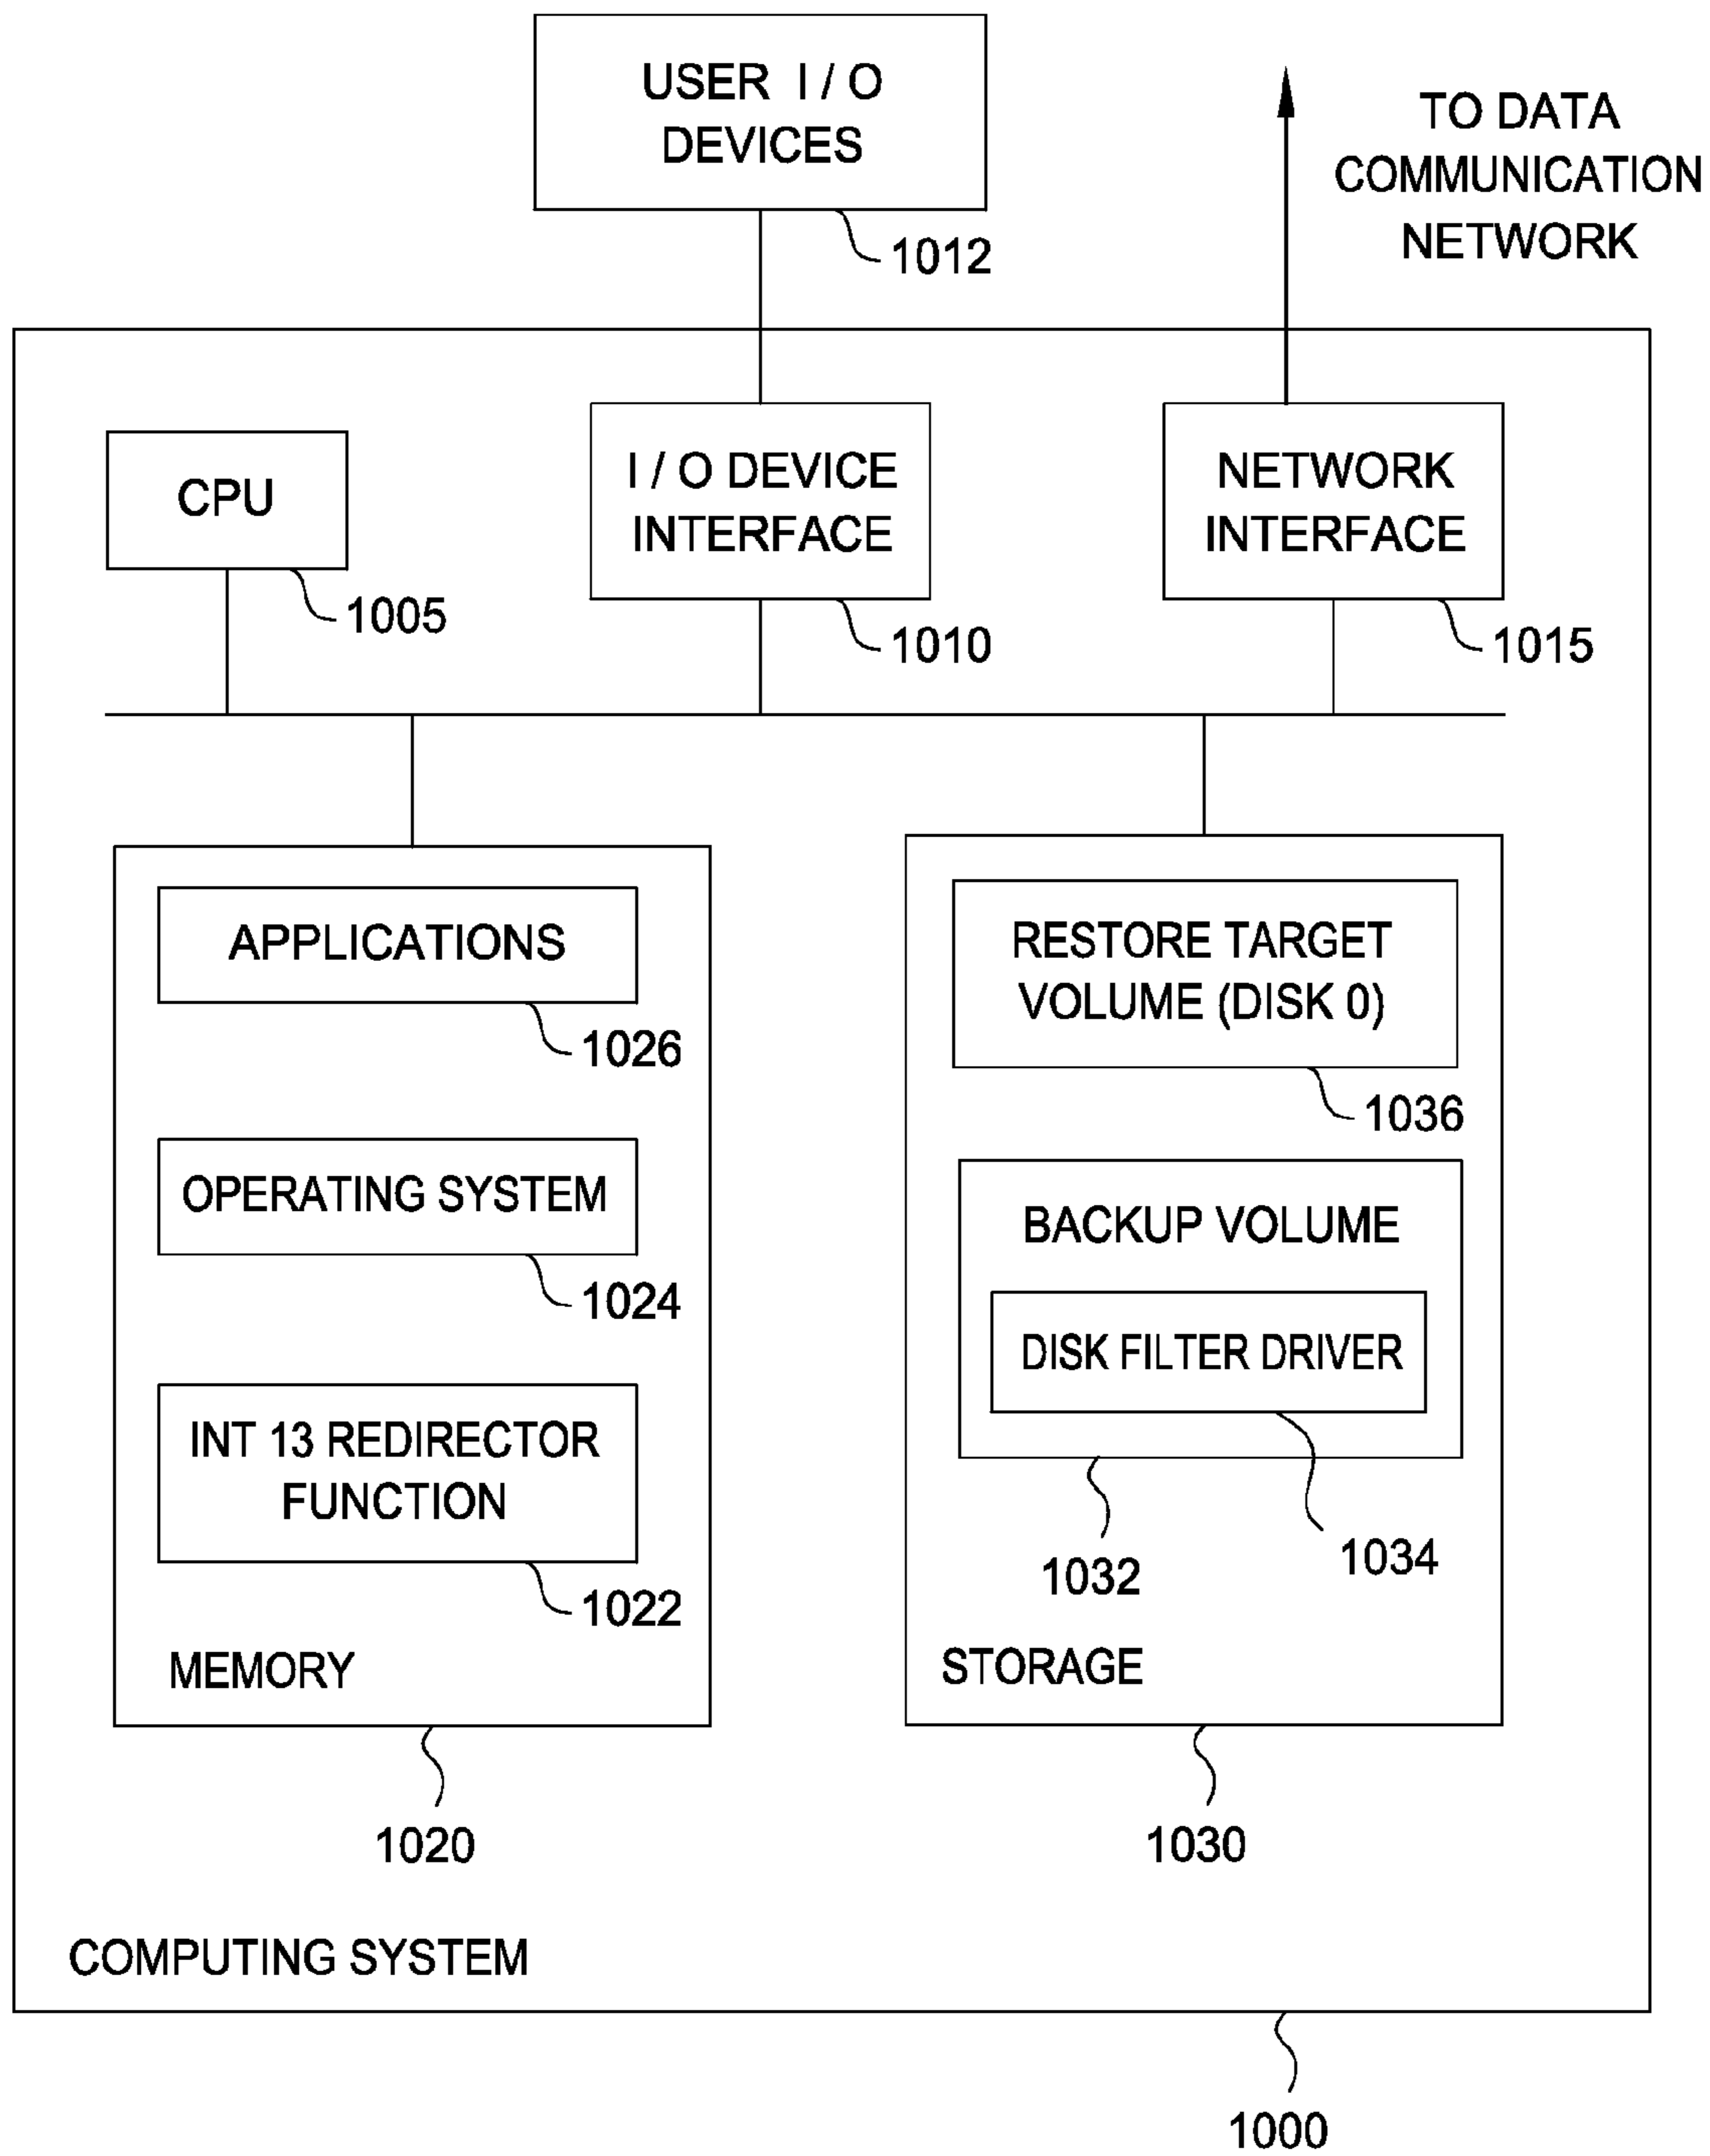 USER I / O
DEVICES
1012
TO DATA
COMMUNICATION
NETWORK
CPU
1005
I / O DEVICE
INTERFACE
1010
NETWORK
INTERFACE
1015
APPLICATIONS
1026
OPERATING SYSTEM
1024
INT 13 REDIRECTOR
FUNCTION
1022
MEMORY
1020
RESTORE TARGET
VOLUME (DISK 0)
1036
BACKUP VOLUME
DISK FILTER DRIVER
1032
1034
STORAGE
1030
COMPUTING SYSTEM
1000